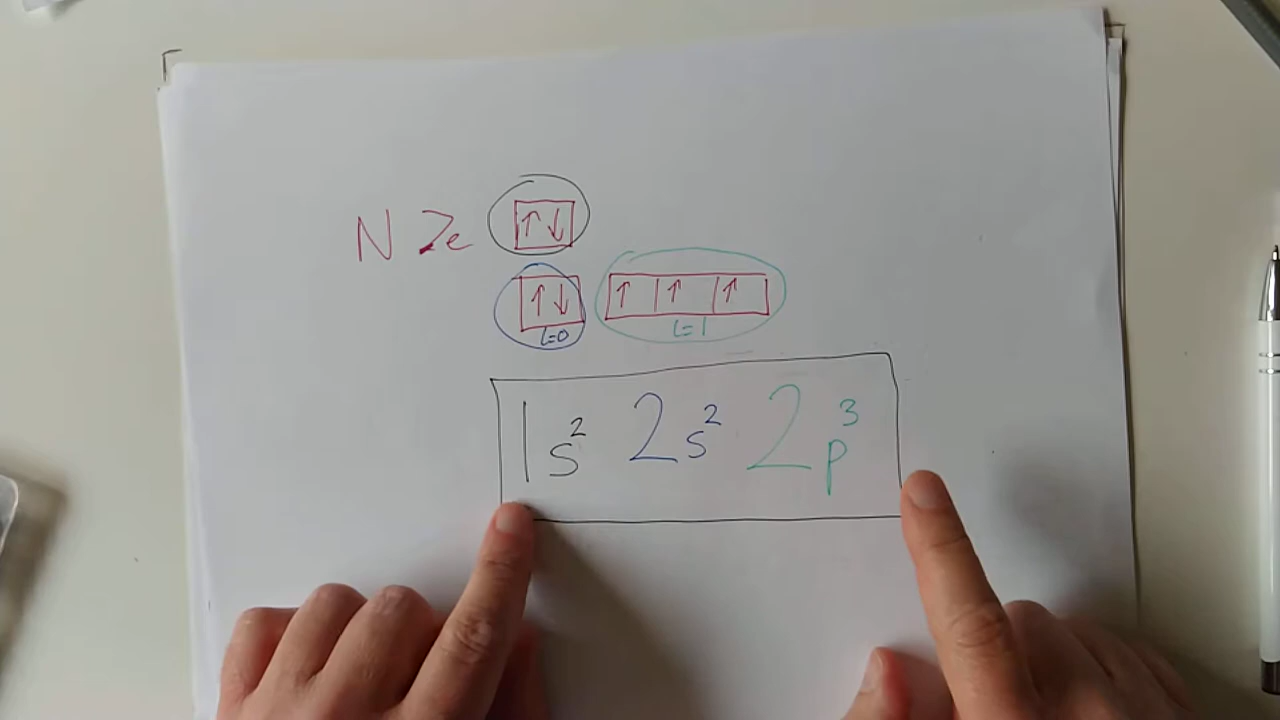 N 7e ↑↓
↑↓ ↑ ↑ ↑
l=0 l=1
1s² 2s² 2p³